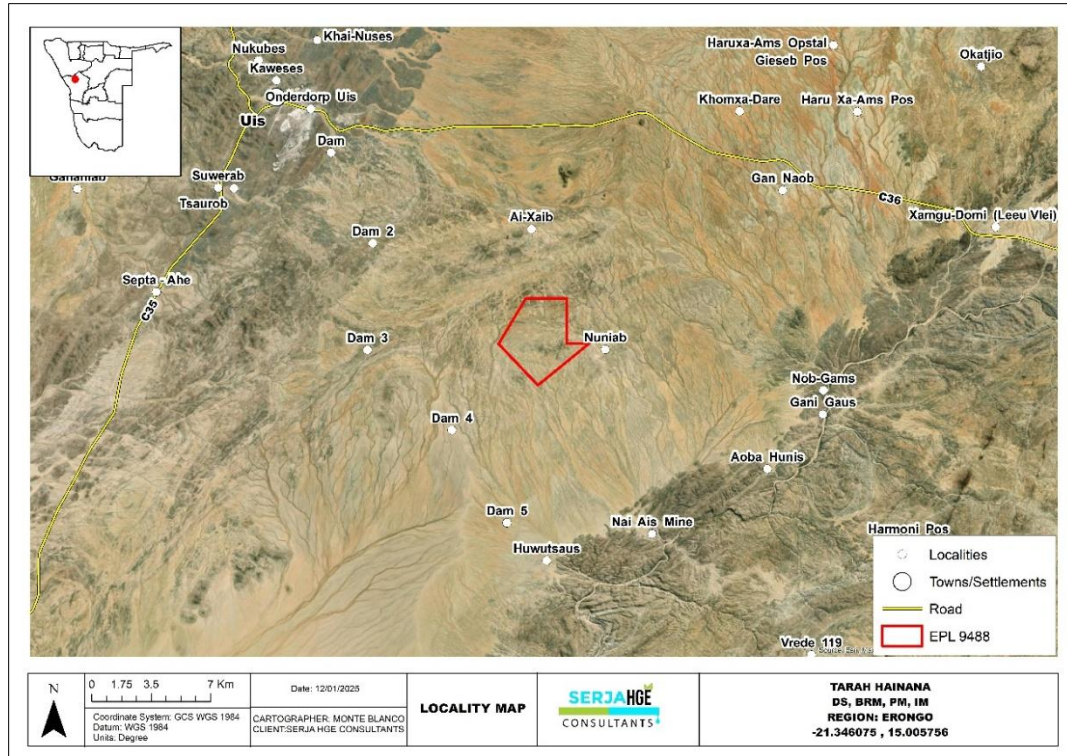 Khai-Nuses
Nukubes
Kaweses
Onderdorp Uis
Uis
Dam
Haruxa-Ams Opstal
Gieseb Pos
Okatjio
Khomxa-Dare
Haru Xa-Ams Pos
Suwerab
Tsaurob
Gan Naob
C36
Xamgu-Domi (Leeu Vlei)
Dam 2
Ai-Xaib
Septa Ahe
C35
Dam 3
Nuniab
Nob-Gams
Gani Gaus
Dam 4
Aoba Hunis
Dam 5
Nai Ais Mine
Huwutsaus
Harmoni Pos
Vrede 119
Localities
Towns/Settlements
Road
EPL 9488
N
0 1.75 3.5 7 Km
Coordinate System: GCS WGS 1984
Datum: WGS 1984
Units: Degree
Date: 12/01/2025
CARTOGRAPHER: MONTE BLANCO
CLIENT:SERJA HGE CONSULTANTS
LOCALITY MAP
SERJAHGE
CONSULTANTS
TARAH HAINANA
DS, BRM, PM, IM
REGION: ERONGO
-21.346075 , 15.005756